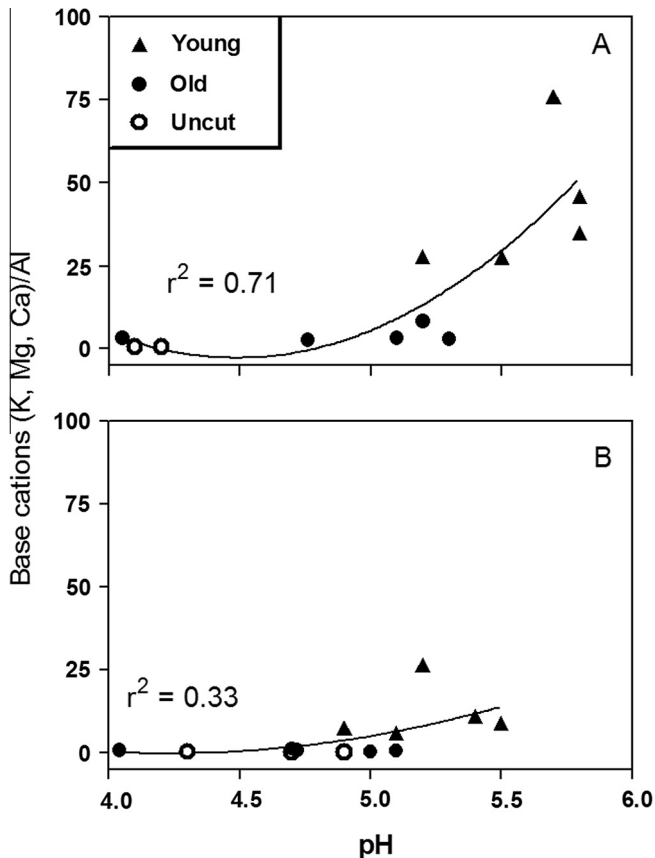 100
75
50
25
0
Young
Old
Uncut
A
r² = 0.71
Base cations (K, Mg, Ca)/Al
100
75
50
25
0
B
r² = 0.33
4.0 4.5 5.0 5.5 6.0
pH